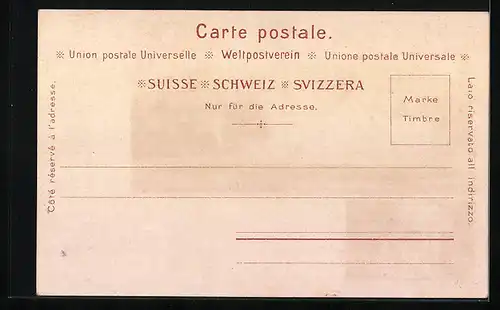 Carte postale.
※ Union postale Universelle ※ Weltpostverein ※ Unione postale Universale ※
※ SUISSE ※ SCHWEIZ ※ SVIZZERA
Nur für die Adresse.
Marke
Timbre
Côté réservé à l'adresse.
Lato riservato all indirizzo.